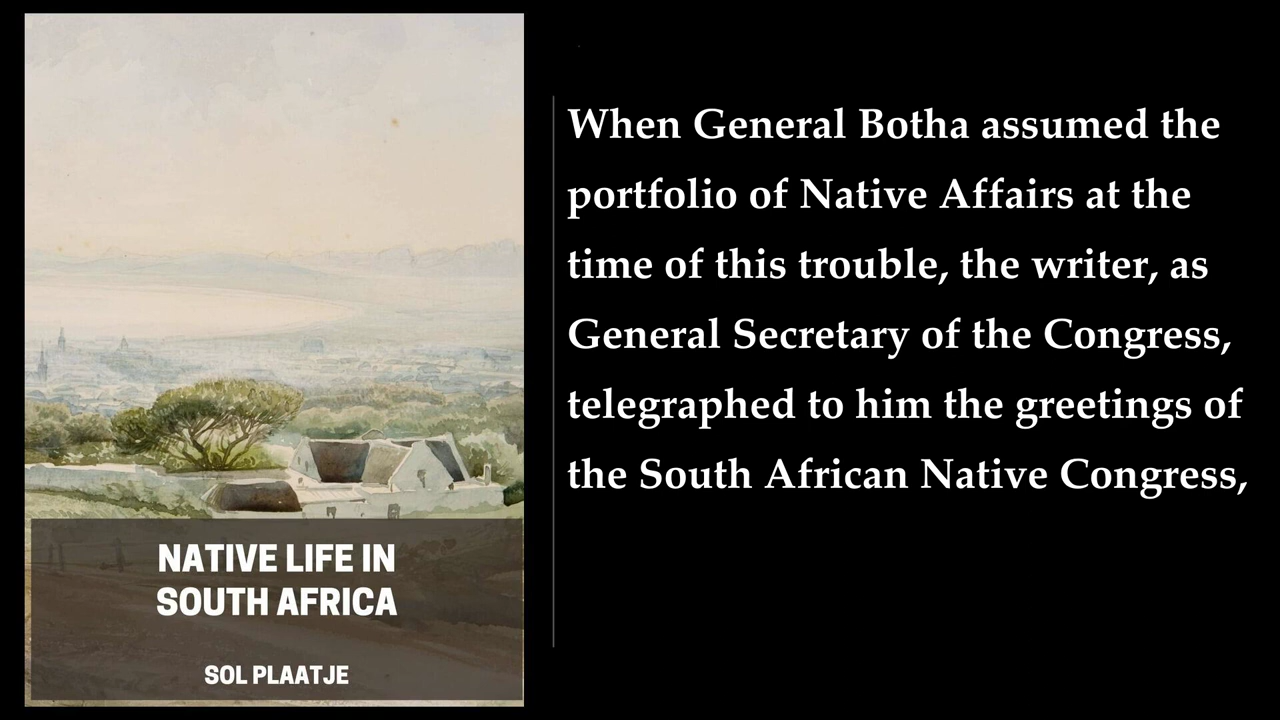 NATIVE LIFE IN
SOUTH AFRICA
SOL PLAATJE
When General Botha assumed the
portfolio of Native Affairs at the
time of this trouble, the writer, as
General Secretary of the Congress,
telegraphed to him the greetings of
the South African Native Congress,